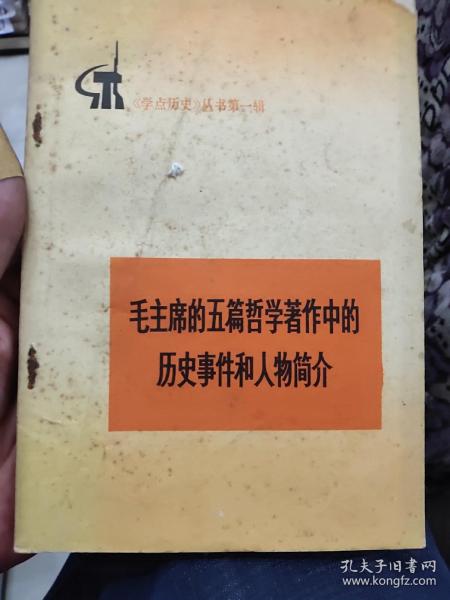 《学点历史》丛书第一辑
毛主席的五篇哲学著作中的
历史事件和人物简介
孔夫子旧书网
www.kongfz.com